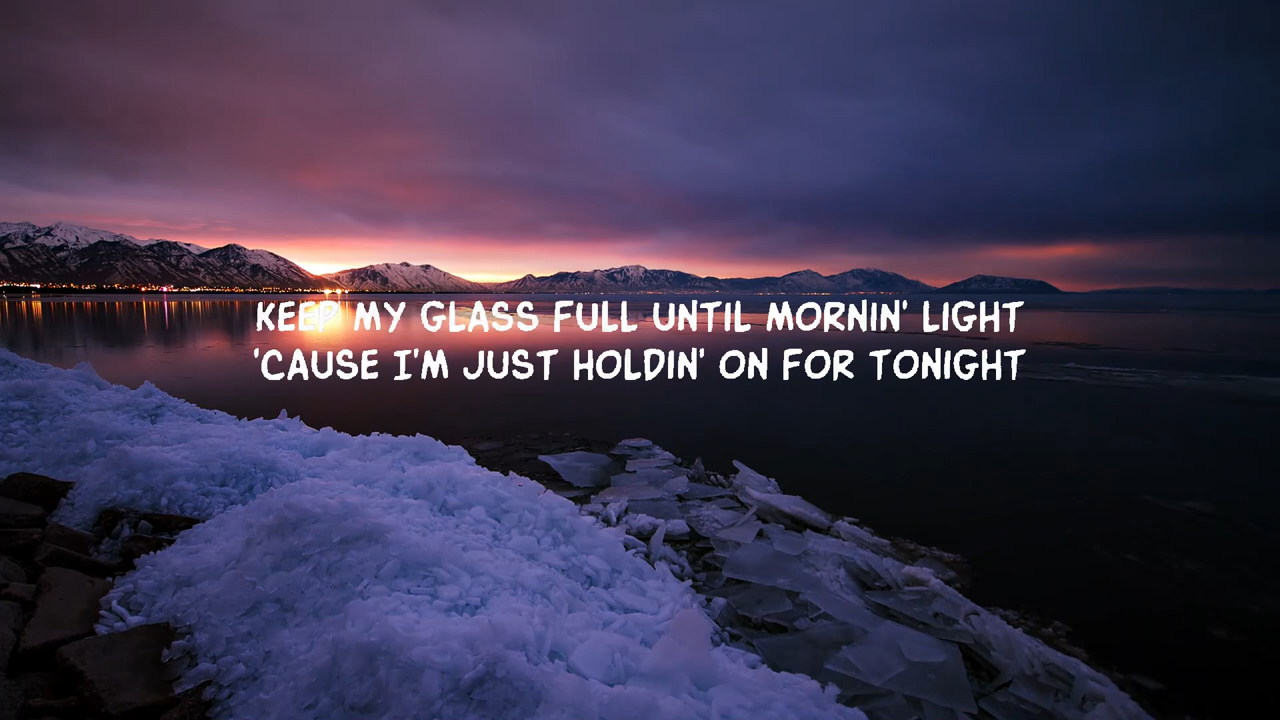 KEEP MY GLASS FULL UNTIL MORNIN' LIGHT
'CAUSE I'M JUST HOLDIN' ON FOR TONIGHT